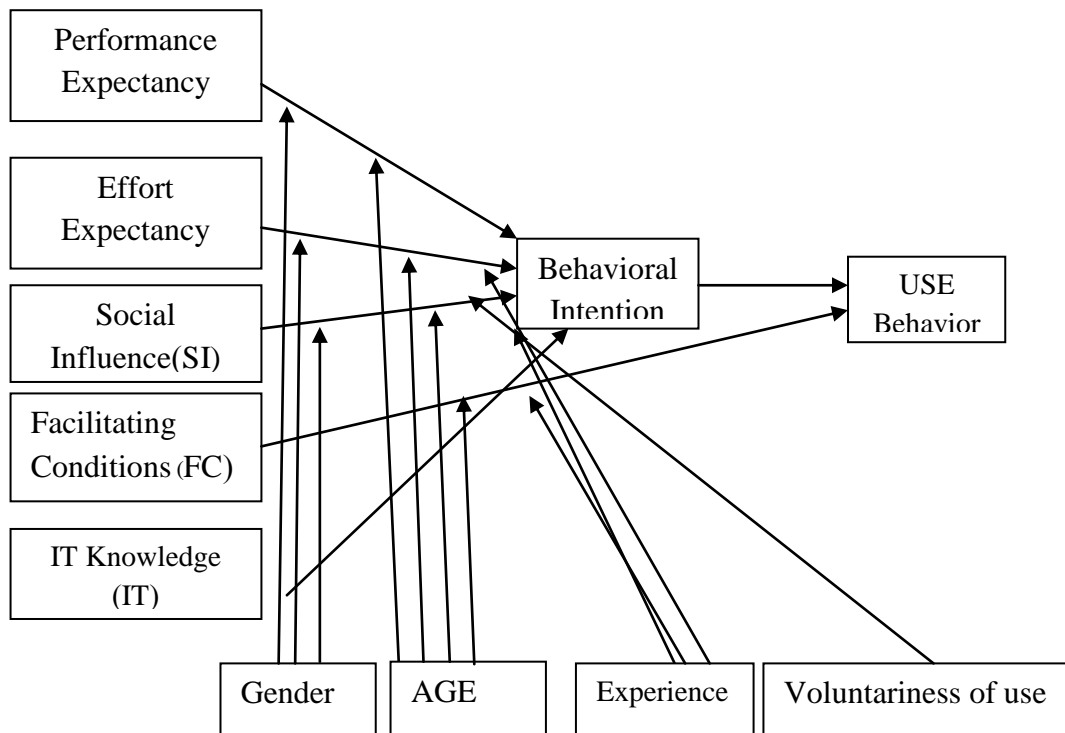 Performance
Expectancy
Effort
Expectancy
Social
Influence(SI)
Facilitating
Conditions (FC)
IT Knowledge
(IT)
Behavioral
Intention
USE
Behavior
Gender
AGE
Experience
Voluntariness of use